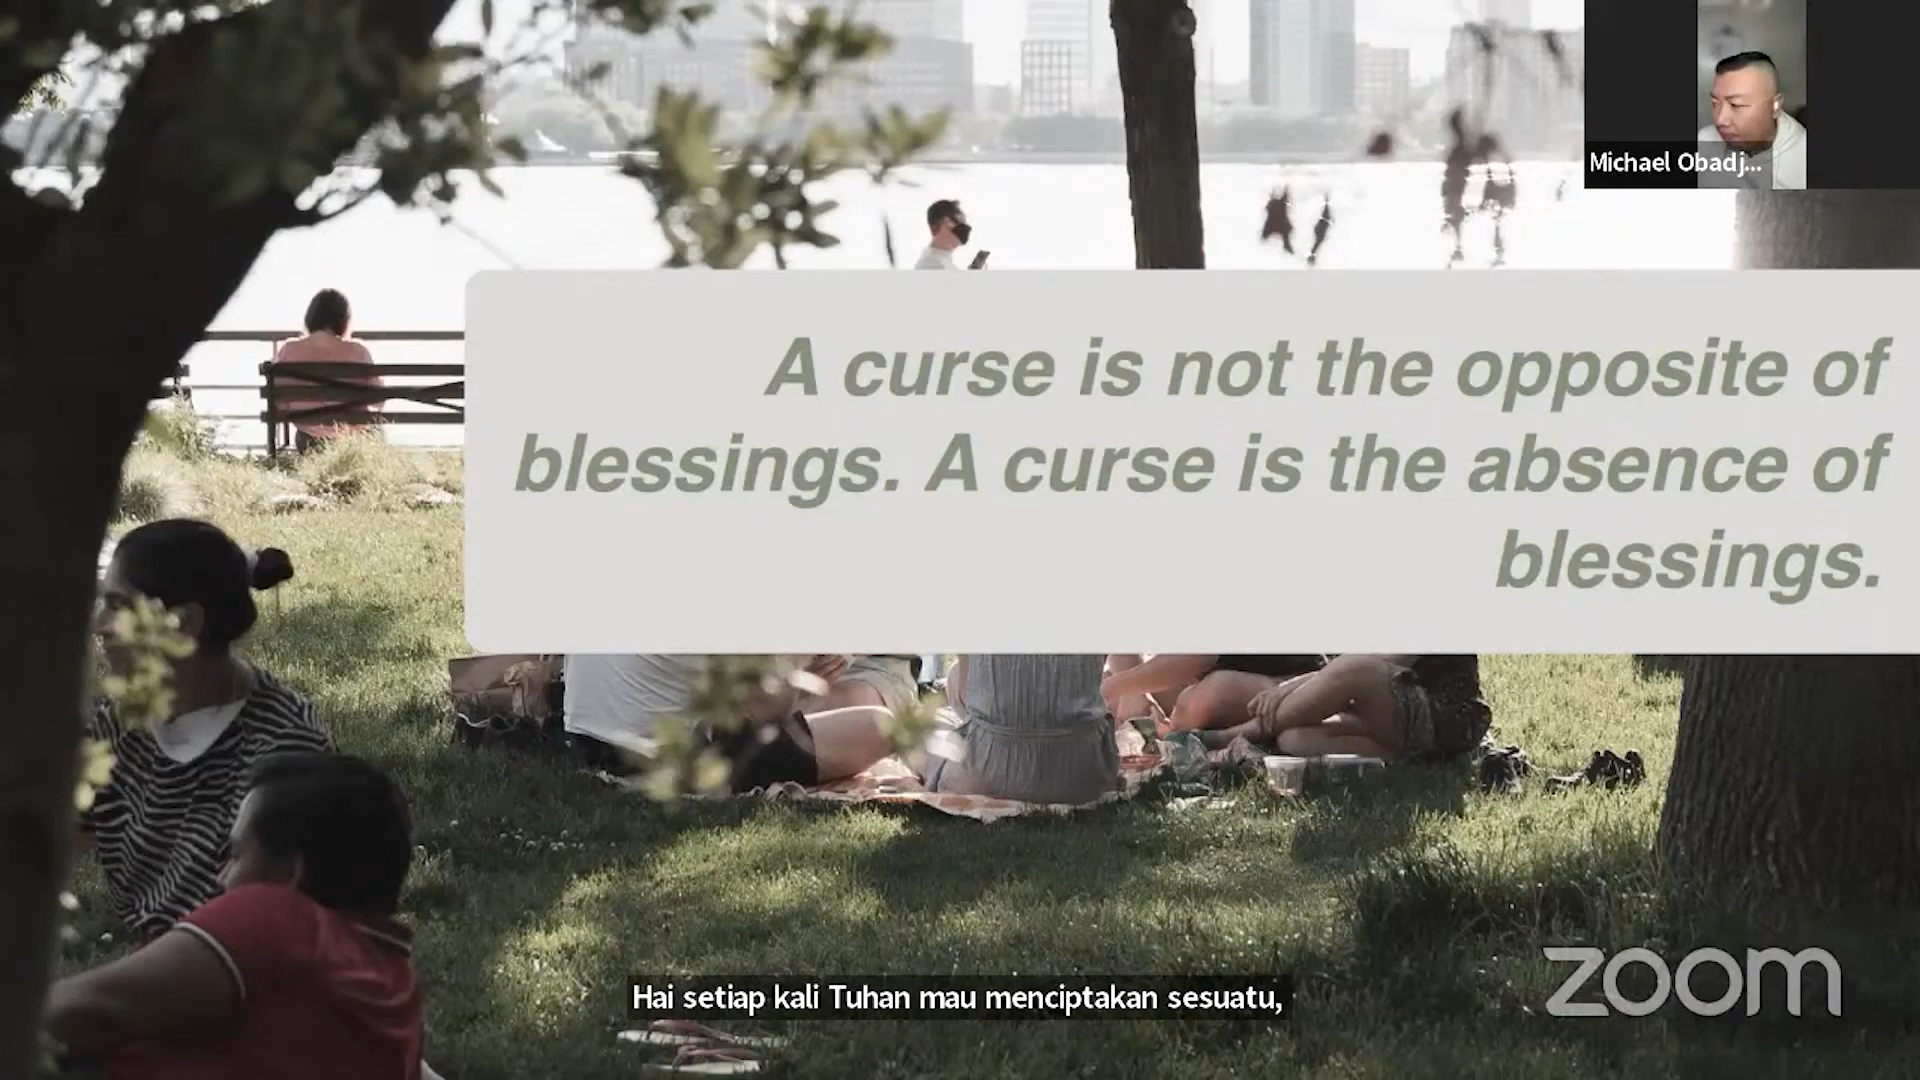 Michael Obadj...
A curse is not the opposite of
blessings. A curse is the absence of
blessings.
Hai setiap kali Tuhan mau menciptakan sesuatu,
zoom